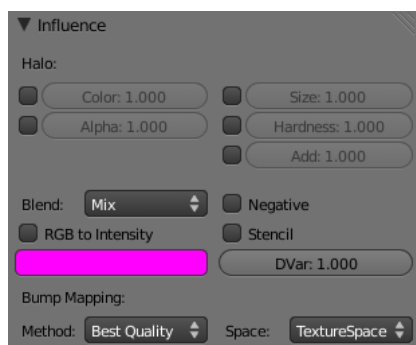 Influence
Halo:
Color: 1.000 Size: 1.000
Alpha: 1.000 Hardness: 1.000
Add: 1.000
Blend: Mix Negative
RGB to Intensity Stencil
DVar: 1.000
Bump Mapping:
Method: Best Quality Space: TextureSpace